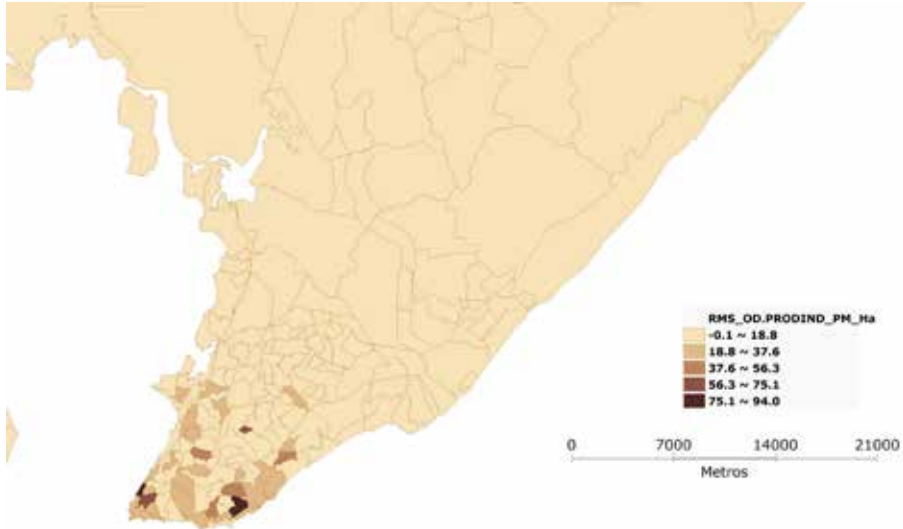 RMS_OD.PRODIND_PM_Ha
-0.1 ~ 18.8
18.8 ~ 37.6
37.6 ~ 56.3
56.3 ~ 75.1
75.1 ~ 94.0
0 7000 14000 21000
Metros